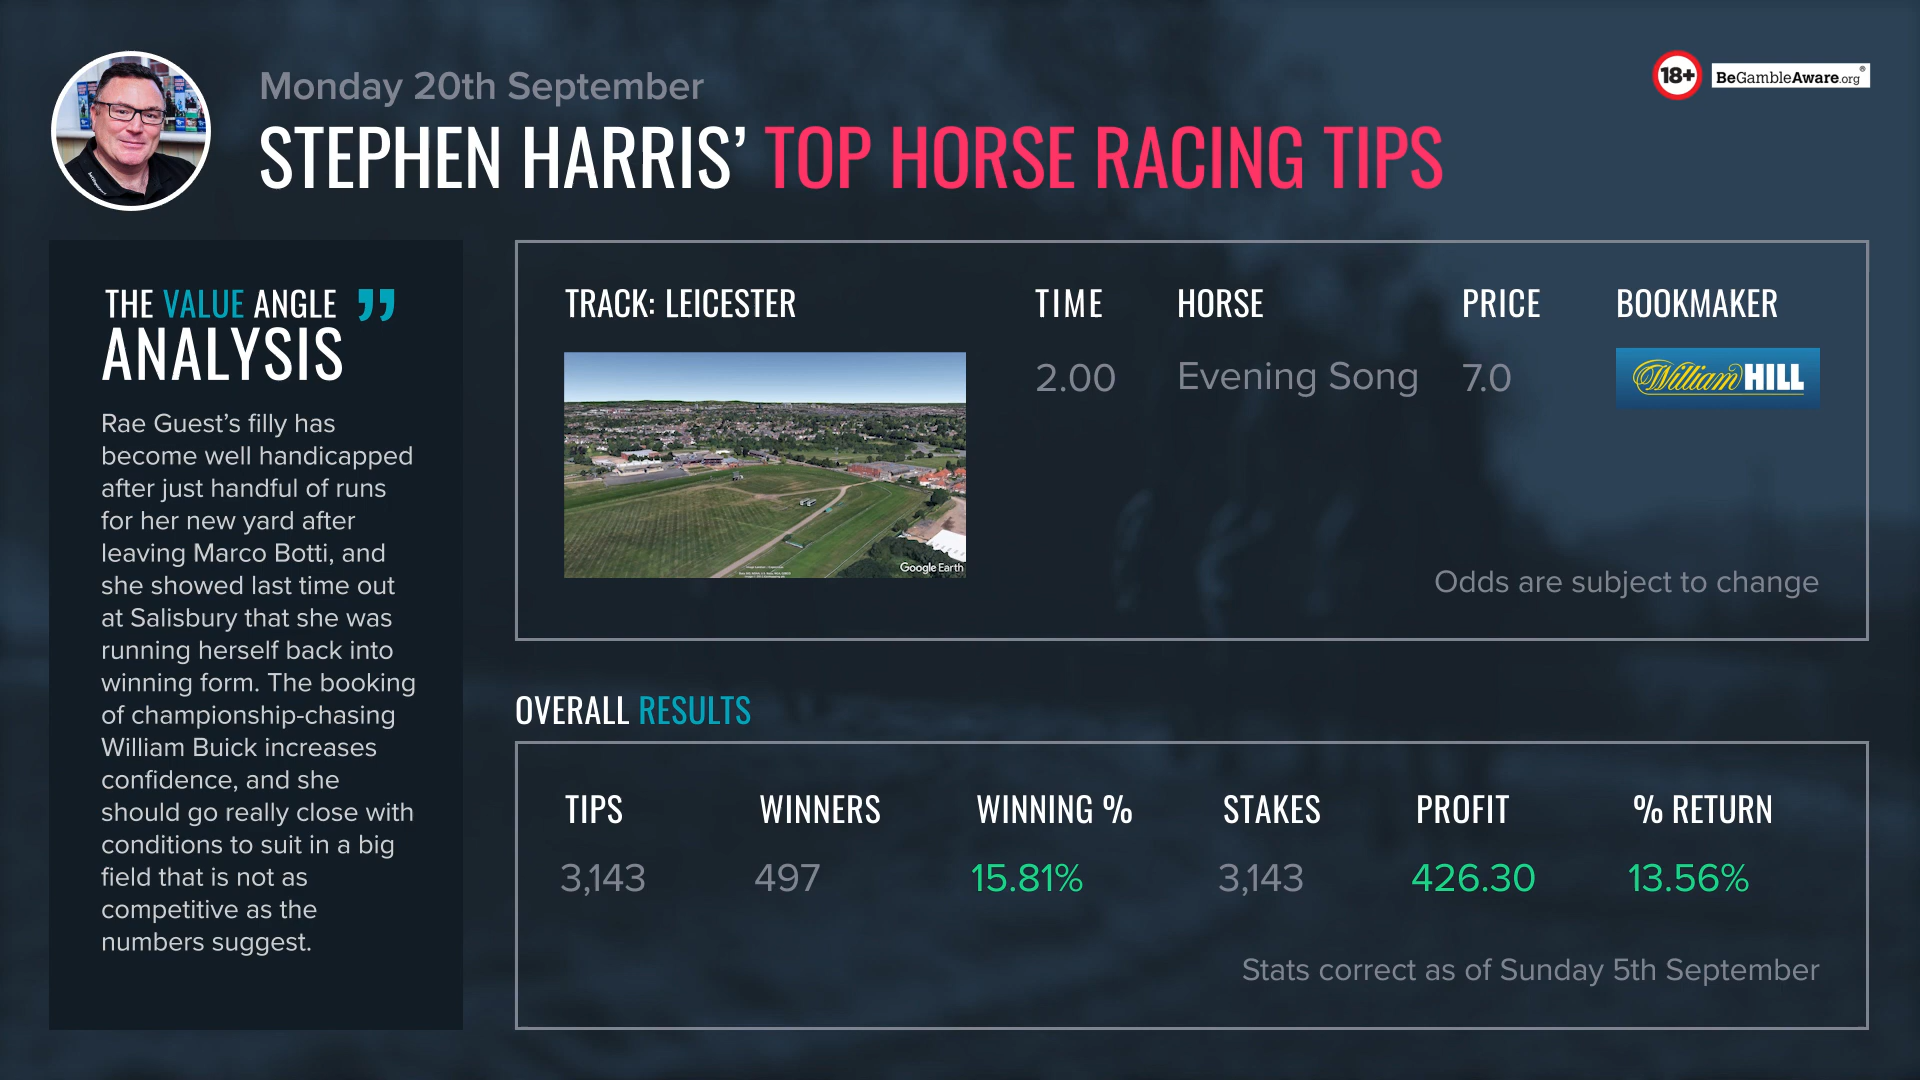 Monday 20th September
STEPHEN HARRIS’ TOP HORSE RACING TIPS
18+
BeGambleAware.org®
THE VALUE ANGLE ”
ANALYSIS
Rae Guest’s filly has
become well handicapped
after just handful of runs
for her new yard after
leaving Marco Botti, and
she showed last time out
at Salisbury that she was
running herself back into
winning form. The booking
of championship-chasing
William Buick increases
confidence, and she
should go really close with
conditions to suit in a big
field that is not as
competitive as the
numbers suggest.
TRACK: LEICESTER
Google Earth
TIME HORSE PRICE BOOKMAKER
2.00 Evening Song 7.0 William HILL
Odds are subject to change
OVERALL RESULTS
TIPS WINNERS WINNING % STAKES PROFIT % RETURN
3,143 497 15.81% 3,143 426.30 13.56%
Stats correct as of Sunday 5th September